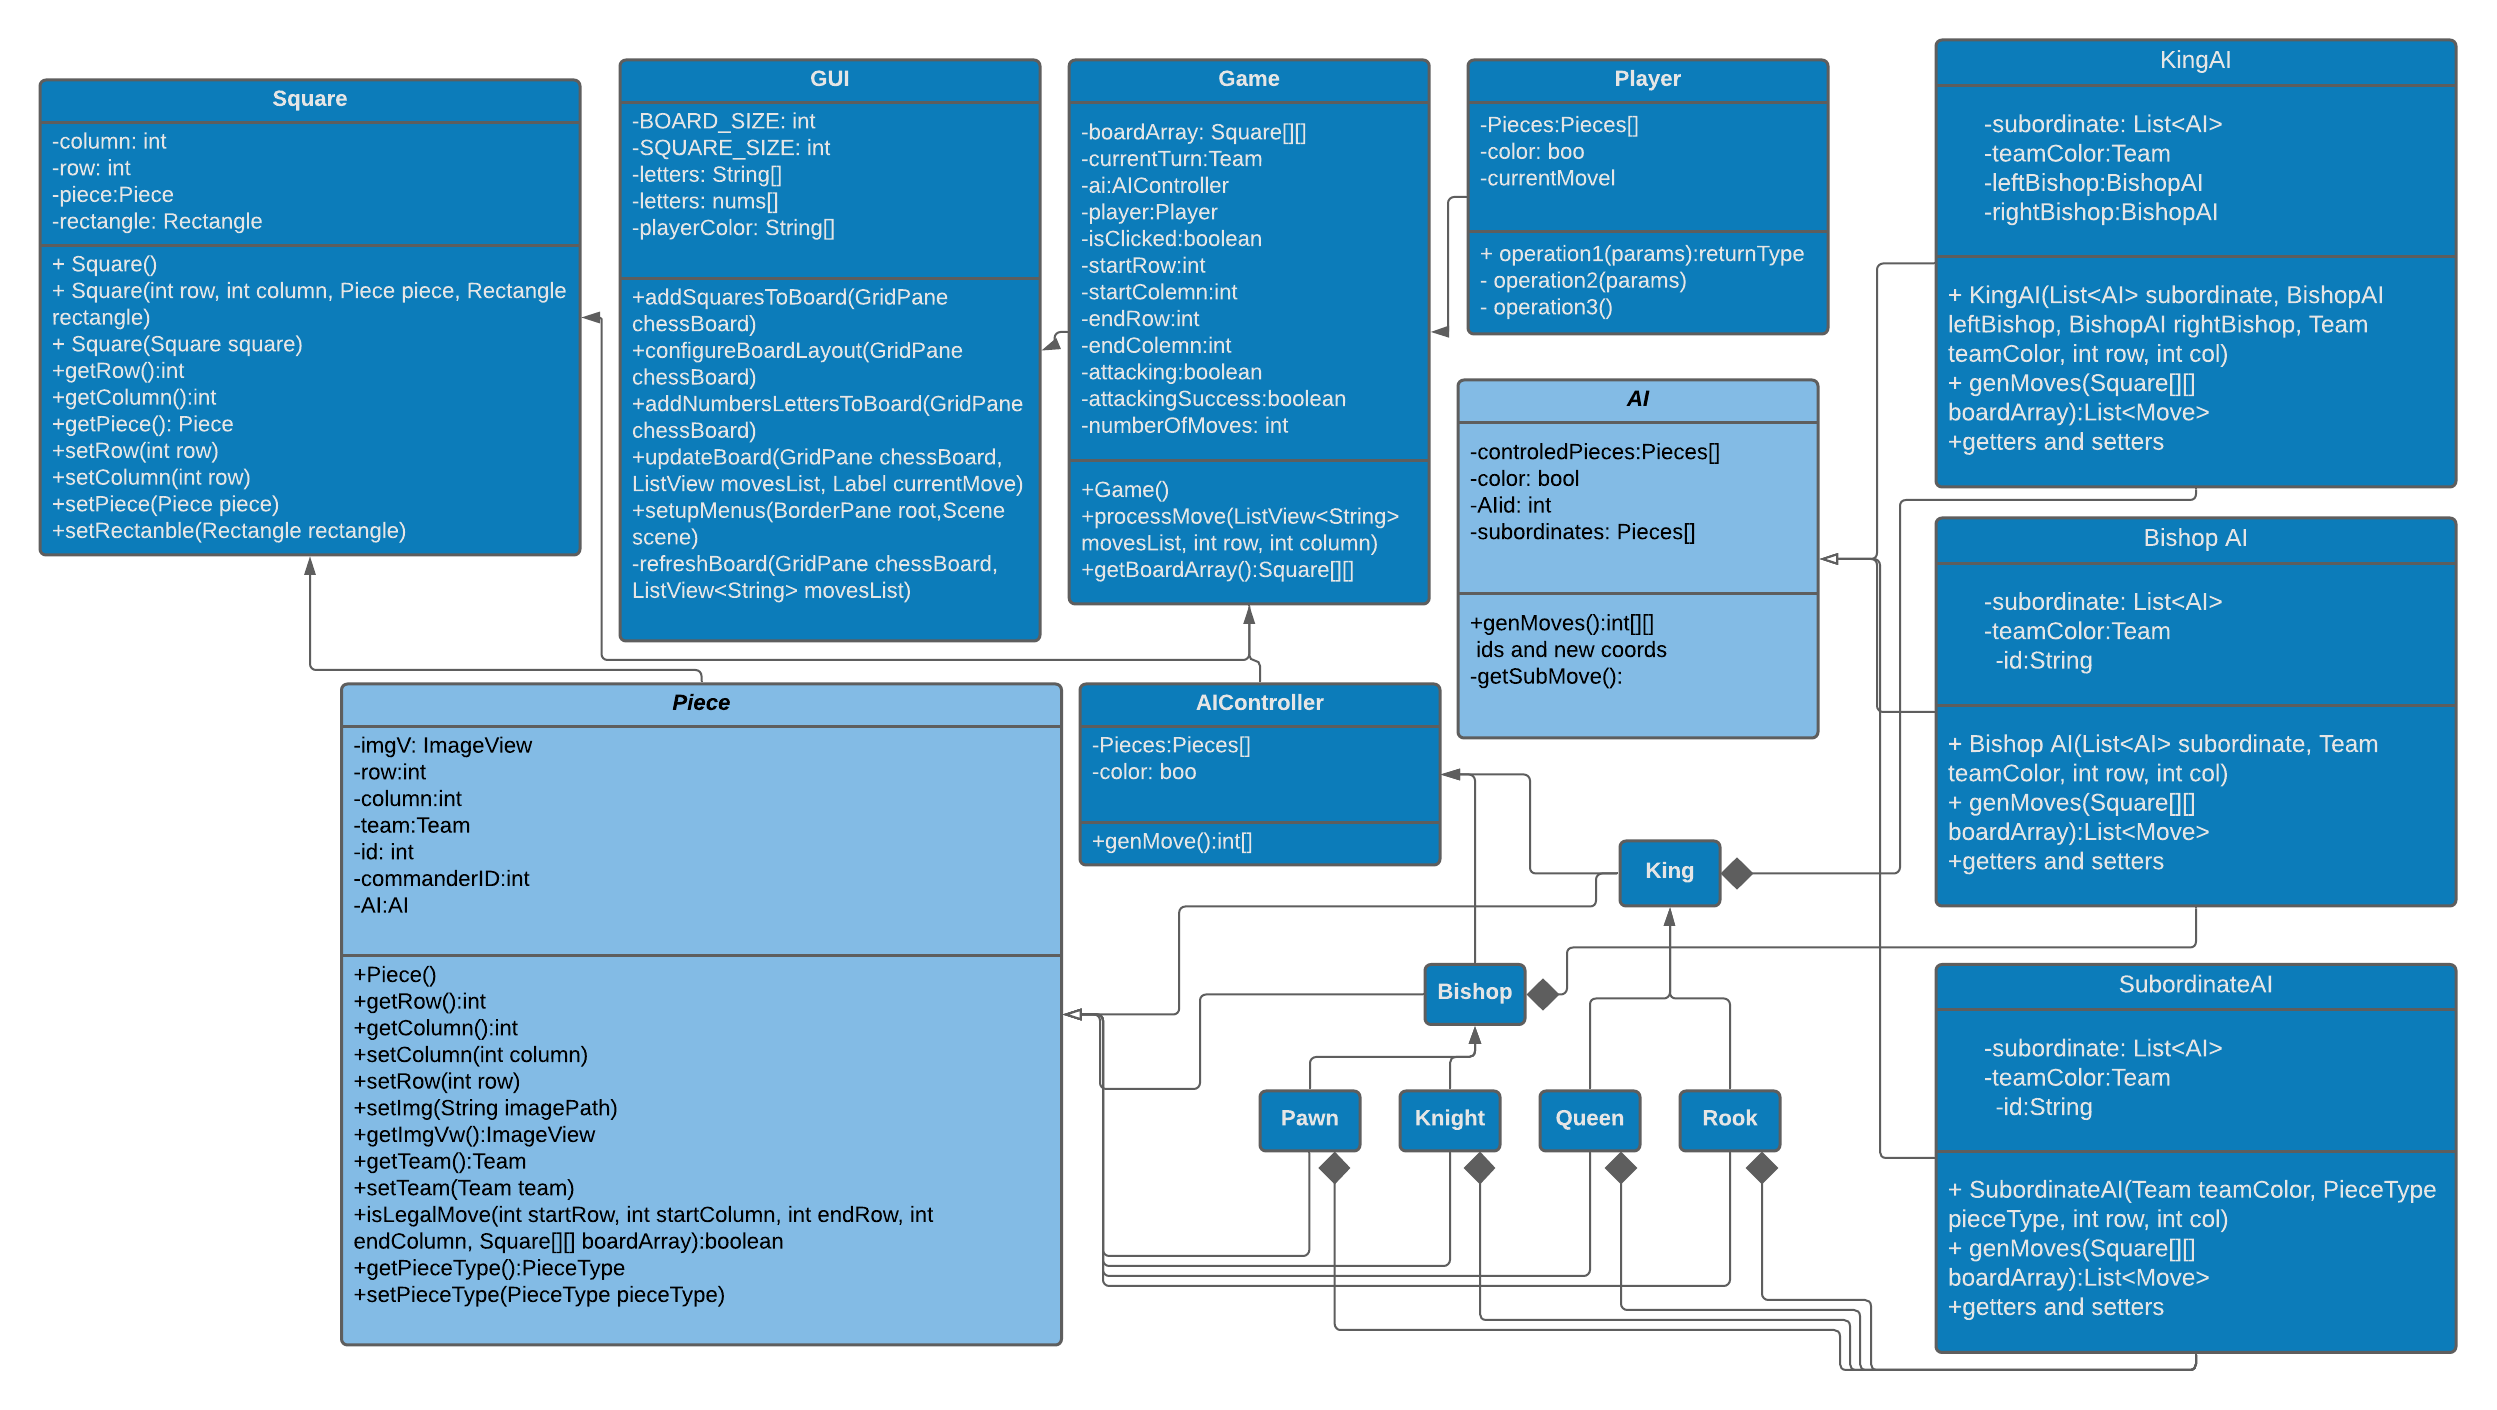 Square
-column: int
-row: int
-piece:Piece
-rectangle: Rectangle
+ Square()
+ Square(int row, int column, Piece piece, Rectangle
rectangle)
+ Square(Square square)
+getRow():int
+getColumn():int
+getPiece(): Piece
+setRow(int row)
+setColumn(int row)
+setPiece(Piece piece)
+setRectanble(Rectangle rectangle)
GUI
-BOARD_SIZE: int
-SQUARE_SIZE: int
-letters: String[]
-letters: nums[]
-playerColor: String[]
+addSquaresToBoard(GridPane
chessBoard)
+configureBoardLayout(GridPane
chessBoard)
+addNumbersLettersToBoard(GridPane
chessBoard)
+updateBoard(GridPane chessBoard,
ListView movesList, Label currentMove)
+setupMenus(BorderPane root,Scene
scene)
-refreshBoard(GridPane chessBoard,
ListView<String> movesList)
Game
-boardArray: Square[][]
-currentTurn:Team
-ai:AIController
-player:Player
-isClicked:boolean
-startRow:int
-startColemn:int
-endRow:int
-endColemn:int
-attacking:boolean
-attackingSuccess:boolean
-numberOfMoves: int
+Game()
+processMove(ListView<String>
movesList, int row, int column)
+getBoardArray():Square[][]
Player
-Pieces:Pieces[]
-color: boo
-currentMovel
+ operation1(params):returnType
- operation2(params)
- operation3()
AI
-controledPieces:Pieces[]
-color: bool
-AIid: int
-subordinates: Pieces[]
+genMoves():int[][]
ids and new coords
-getSubMove():
KingAI
-subordinate: List<AI>
-teamColor:Team
-leftBishop:BishopAI
-rightBishop:BishopAI
+ KingAI(List<AI> subordinate, BishopAI
leftBishop, BishopAI rightBishop, Team
teamColor, int row, int col)
+ genMoves(Square[][]
boardArray):List<Move>
+getters and setters
Bishop AI
-subordinate: List<AI>
-teamColor:Team
-id:String
+ Bishop AI(List<AI> subordinate, Team
teamColor, int row, int col)
+ genMoves(Square[][]
boardArray):List<Move>
+getters and setters
Piece
-imgV: ImageView
-row:int
-column:int
-team:Team
-id: int
-commanderID:int
-AI:AI
+Piece()
+getRow():int
+getColumn():int
+setColumn(int column)
+setRow(int row)
+setImg(String imagePath)
+getImgVw():ImageView
+getTeam():Team
+setTeam(Team team)
+isLegalMove(int startRow, int startColumn, int endRow, int
endColumn, Square[][] boardArray):boolean
+getPieceType():PieceType
+setPieceType(PieceType pieceType)
AIController
-Pieces:Pieces[]
-color: boo
+genMove():int[]
King
Bishop
Pawn
Knight
Queen
Rook
SubordinateAI
-subordinate: List<AI>
-teamColor:Team
-id:String
+ SubordinateAI(Team teamColor, PieceType
pieceType, int row, int col)
+ genMoves(Square[][]
boardArray):List<Move>
+getters and setters